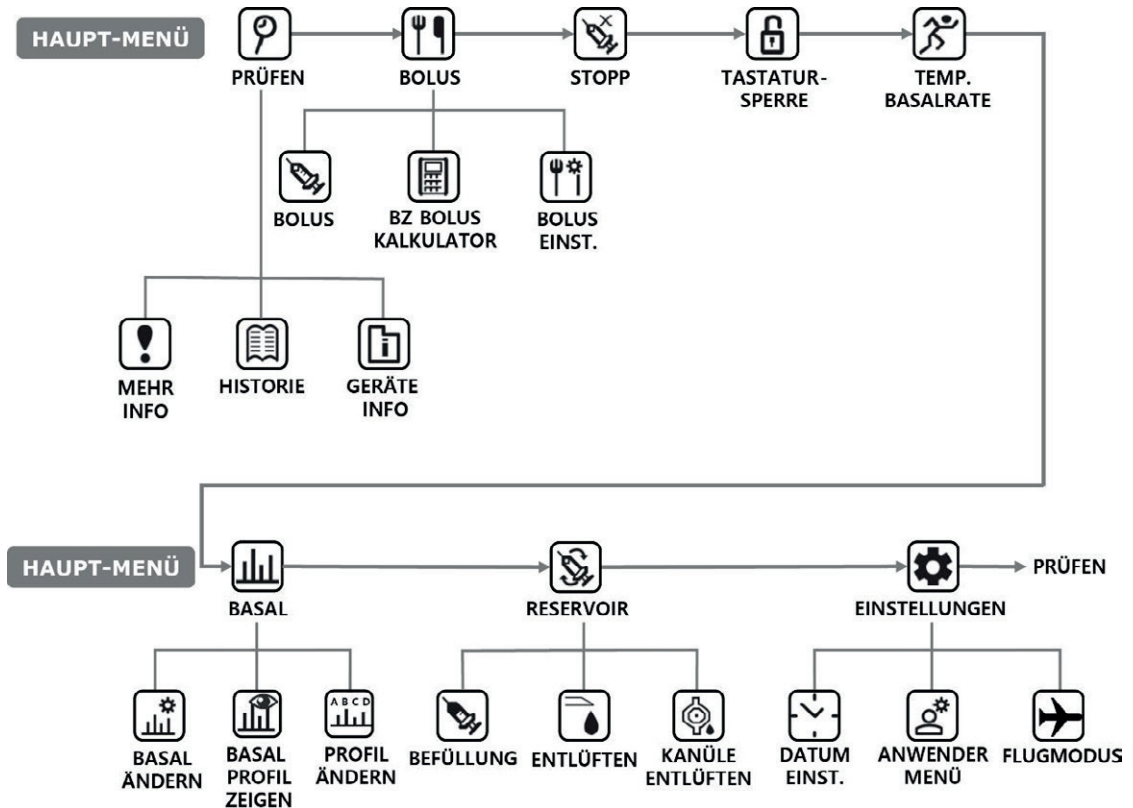 HAUPT-MENÜ
PRÜFEN
BOLUS
STOPP
TASTATUR-
SPERRE
TEMP.
BASALRATE
BOLUS
BZ BOLUS
KALKULATOR
BOLUS
EINST.
MEHR
INFO
HISTORIE
GERÄTE
INFO
HAUPT-MENÜ
BASAL
RESERVOIR
EINSTELLUNGEN
PRÜFEN
BASAL
ÄNDERN
BASAL
PROFIL
ZEIGEN
A B C D
PROFIL
ÄNDERN
BEFÜLLUNG
ENTLÜFTEN
KANÜLE
ENTLÜFTEN
DATUM
EINST.
ANWENDER
MENÜ
FLUGMODUS